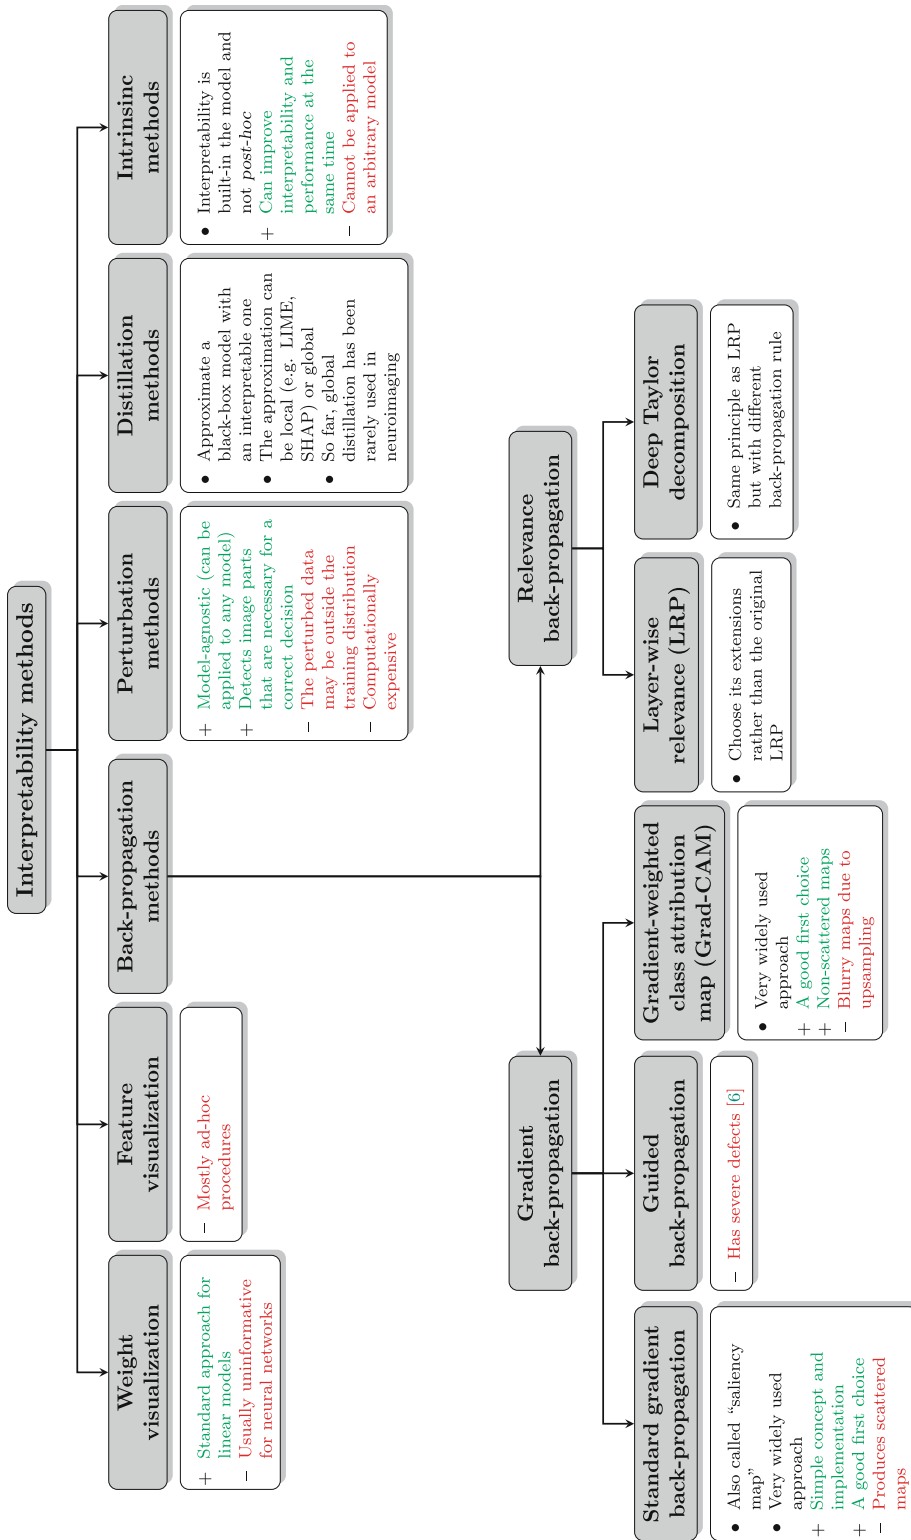 Interpretability methods
Weight
visualization
+ Standard approach for
linear models
− Usually uninformative
for neural networks
Feature
visualization
− Mostly ad-hoc
procedures
Back-propagation
methods
Perturbation
methods
+ Model-agnostic (can be
applied to any model)
+ Detects image parts
that are necessary for a
correct decision
− The perturbed data
may be outside the
training distribution
− Computationally
expensive
Distillation
methods
• Approximate a
black-box model with
an interpretable one
• The approximation can
be local (e.g. LIME,
SHAP) or global
• So far, global
distillation has been
rarely used in
neuroimaging
Intrinsinc
methods
• Interpretability is
built-in the model and
not post-hoc
+ Can improve
interpretability and
performance at the
same time
− Cannot be applied to
an arbitrary model
Gradient
back-propagation
Relevance
back-propagation
Standard gradient
back-propagation
• Also called “saliency
map”
• Very widely used
approach
+ Simple concept and
implementation
+ A good first choice
− Produces scattered
maps
Guided
back-propagation
− Has severe defects [6]
Gradient-weighted
class attribution
map (Grad-CAM)
• Very widely used
approach
+ A good first choice
+ Non-scattered maps
− Blurry maps due to
upsampling
Layer-wise
relevance (LRP)
• Choose its extensions
rather than the original
LRP
Deep Taylor
decomposition
• Same principle as LRP
but with different
back-propagation rule